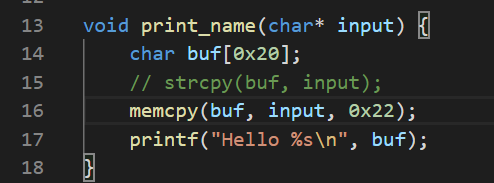 13 void print_name(char* input) {
14 char buf[0x20];
15 // strcpy(buf, input);
16 memcpy(buf, input, 0x22);
17 printf("Hello %s\n", buf);
18 }